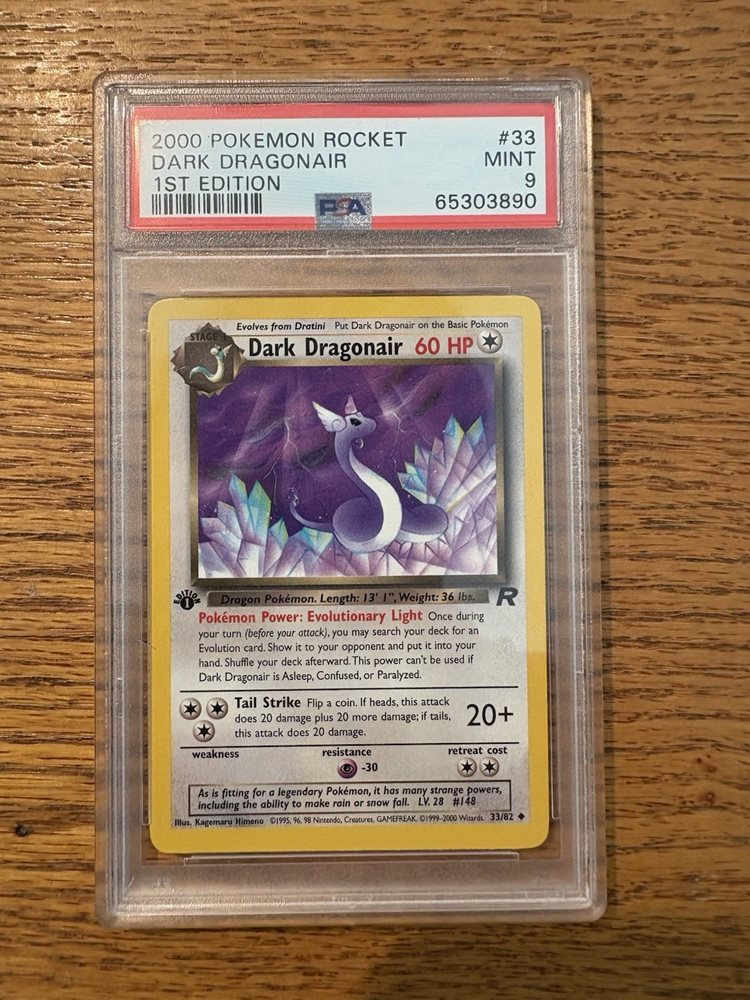 2000 POKEMON ROCKET #33
DARK DRAGONAIR MINT
1ST EDITION 9
PSA 65303890
Evolves from Dratini Put Dark Dragonair on the Basic Pokémon
STAGE 1
Dark Dragonair 60 HP
EDITION 1
Dragon Pokémon. Length: 13' 1", Weight: 36 lbs. R
Pokémon Power: Evolutionary Light Once during
your turn (before your attack), you may search your deck for an
Evolution card. Show it to your opponent and put it into your
hand. Shuffle your deck afterward. This power can't be used if
Dark Dragonair is Asleep, Confused, or Paralyzed.
Tail Strike Flip a coin. If heads, this attack
does 20 damage plus 20 more damage; if tails, 20+
this attack does 20 damage.
weakness resistance retreat cost
-30
As is fitting for a legendary Pokémon, it has many strange powers,
including the ability to make rain or snow fall. LV. 28 #148
Illus. Kagemaru Himeno ©1995, 96, 98 Nintendo, Creatures, GAMEFREAK. ©1999-2000 Wizards. 33/82